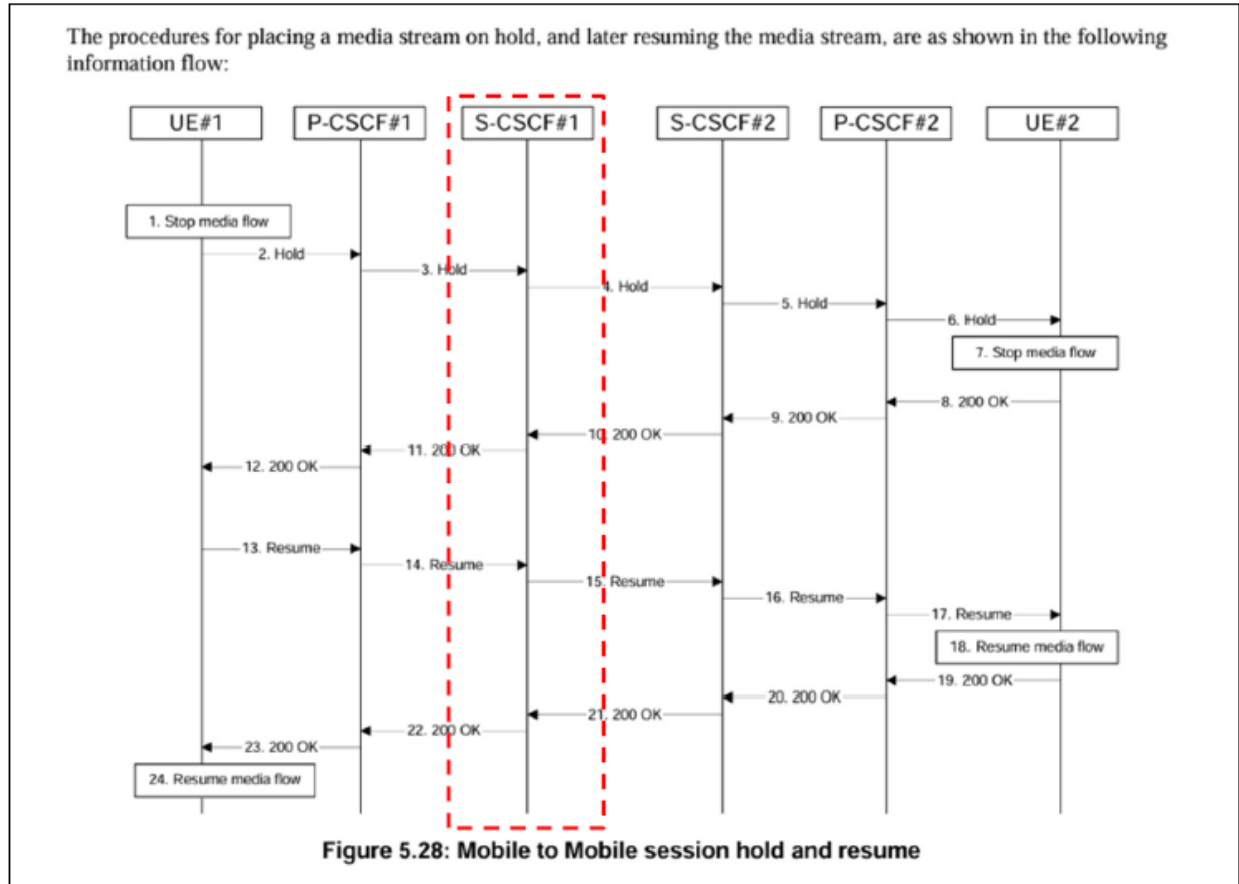 The procedures for placing a media stream on hold, and later resuming the media stream, are as shown in the following
information flow:
UE#1
P-CSCF#1
S-CSCF#1
S-CSCF#2
P-CSCF#2
UE#2
1. Stop media flow
2. Hold
3. Hold
4. Hold
5. Hold
6. Hold
7. Stop media flow
8. 200 OK
9. 200 OK
10. 200 OK
11. 200 OK
12. 200 OK
13. Resume
14. Resume
15. Resume
16. Resume
17. Resume
18. Resume media flow
19. 200 OK
20. 200 OK
21. 200 OK
22. 200 OK
23. 200 OK
24. Resume media flow
Figure 5.28: Mobile to Mobile session hold and resume